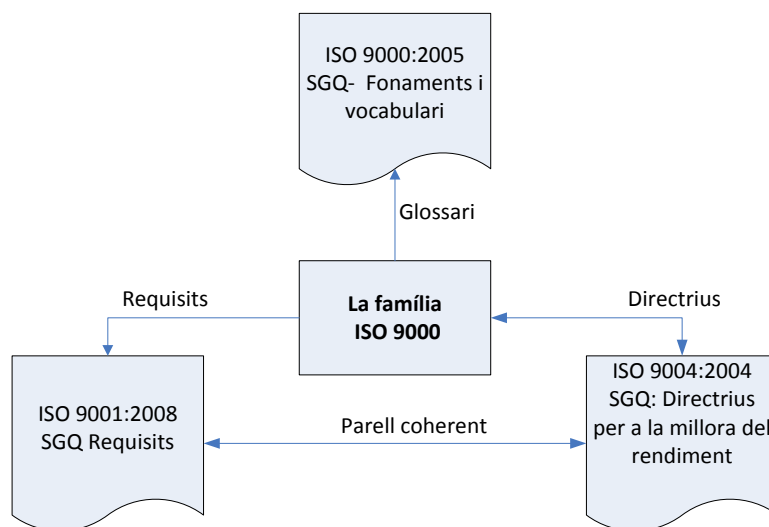 ISO 9000:2005
SGQ-  Fonaments i
vocabulari
Glossari
Requisits
La família
ISO 9000
Directrius
ISO 9001:2008
SGQ Requisits
Parell coherent
ISO 9004:2004
SGQ: Directrius
per a la millora del
rendiment